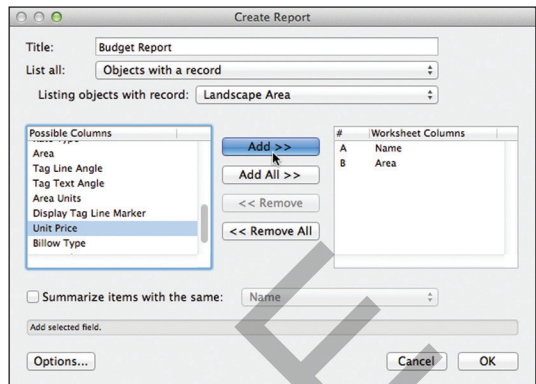 Create Report
Title: Budget Report
List all: Objects with a record
Listing objects with record: Landscape Area
Possible Columns
Area
Tag Line Angle
Tag Text Angle
Area Units
Display Tag Line Marker
Unit Price
Billow Type
Add >>
Add All >>
<< Remove
<< Remove All
# Worksheet Columns
A Name
B Area
Summarize items with the same: Name
Add selected field.
Options... Cancel OK